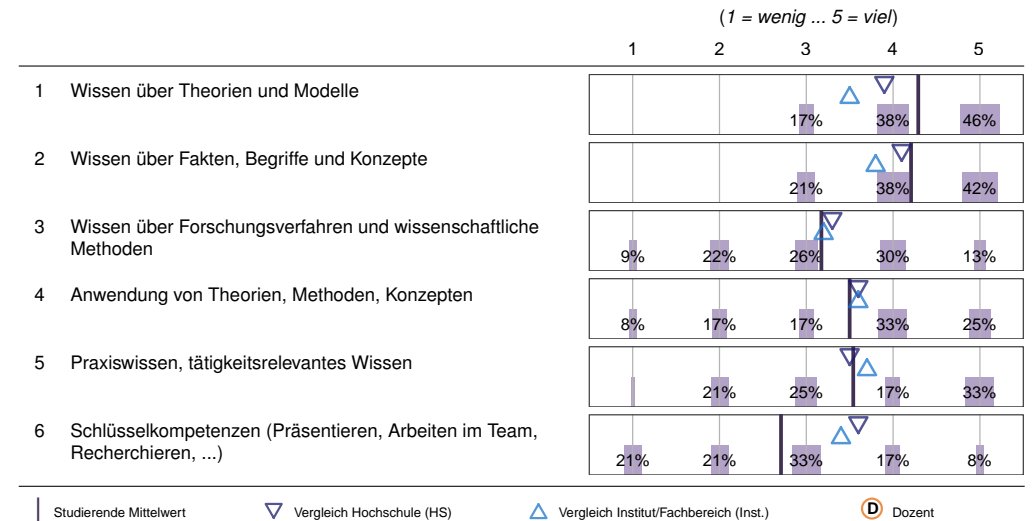 (1 = wenig ... 5 = viel)
1 2 3 4 5
1 Wissen über Theorien und Modelle
17% 38% 46%
2 Wissen über Fakten, Begriffe und Konzepte
21% 38% 42%
3 Wissen über Forschungsverfahren und wissenschaftliche
Methoden
9% 22% 26% 30% 13%
4 Anwendung von Theorien, Methoden, Konzepten
8% 17% 17% 33% 25%
5 Praxiswissen, tätigkeitsrelevantes Wissen
21% 25% 17% 33%
6 Schlüsselkompetenzen (Präsentieren, Arbeiten im Team,
Recherchieren, ...)
21% 21% 33% 17% 8%
Studierende Mittelwert Vergleich Hochschule (HS) Vergleich Institut/Fachbereich (Inst.) D Dozent